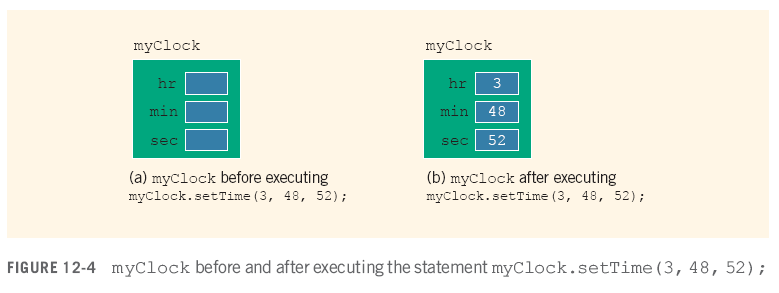 myClock
hr
min
sec
(a) myClock before executing
myClock.setTime(3, 48, 52);
myClock
hr 3
min 48
sec 52
(b) myClock after executing
myClock.setTime(3, 48, 52);
FIGURE 12-4 myClock before and after executing the statement myClock.setTime(3, 48, 52);